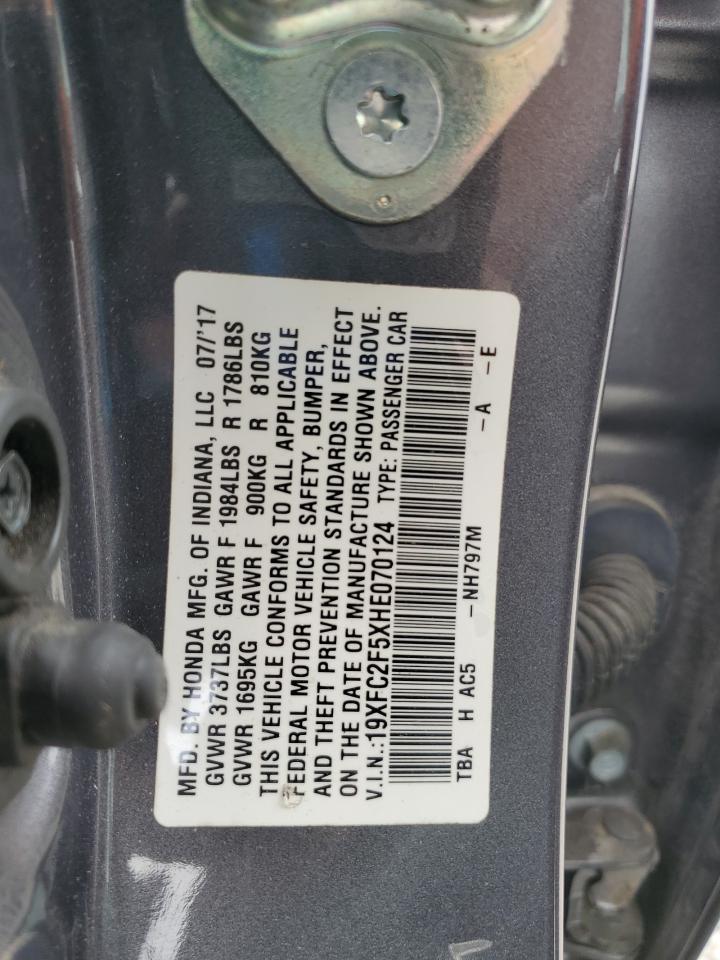 MFD. BY HONDA MFG. OF INDIANA, LLC 07/'17
GVWR 3737LBS GAWR F 1984LBS R 1786LBS
GVWR 1695KG GAWR F 900KG R 810KG
THIS VEHICLE CONFORMS TO ALL APPLICABLE
FEDERAL MOTOR VEHICLE SAFETY, BUMPER,
AND THEFT PREVENTION STANDARDS IN EFFECT
ON THE DATE OF MANUFACTURE SHOWN ABOVE.
V.I.N.:19XFC2F5XHE070124 TYPE: PASSENGER CAR
TBA H AC5 -NH797M -A -E
7